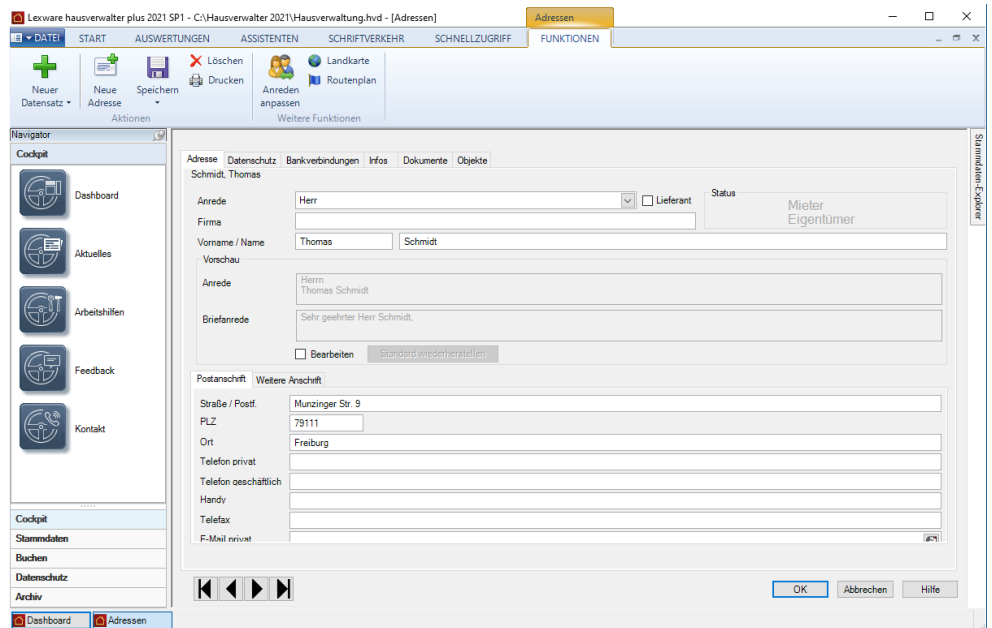 Lexware hausverwalter plus 2021 SP1 - C:\Hausverwalter 2021\Hausverwaltung.hvd - [Adressen]
Adressen
DATEI START AUSWERTUNGEN ASSISTENTEN SCHRIFTVERKEHR SCHNELLZUGRIFF FUNKTIONEN
Neuer Datensatz
Neue Adresse
Speichern
Löschen
Drucken
Aktionen
Anreden anpassen
Landkarte
Routenplan
Weitere Funktionen
Navigator
Cockpit
Dashboard
Aktuelles
Arbeitshilfen
Feedback
Kontakt
Cockpit
Stammdaten
Buchen
Datenschutz
Archiv
Adresse Datenschutz Bankverbindungen Infos Dokumente Objekte
Schmidt, Thomas
Anrede Herr Lieferant
Status
Mieter
Eigentümer
Firma
Vorname / Name Thomas Schmidt
Vorschau
Anrede Herrn
Thomas Schmidt
Briefanrede Sehr geehrter Herr Schmidt,
Bearbeiten Standard wiederherstellen
Postanschrift Weitere Anschrift
Straße / Postf. Munzinger Str. 9
PLZ 79111
Ort Freiburg
Telefon privat
Telefon geschäftlich
Handy
Telefax
E-Mail privat
OK Abbrechen Hilfe
Stammdaten-Explorer
Dashboard Adressen